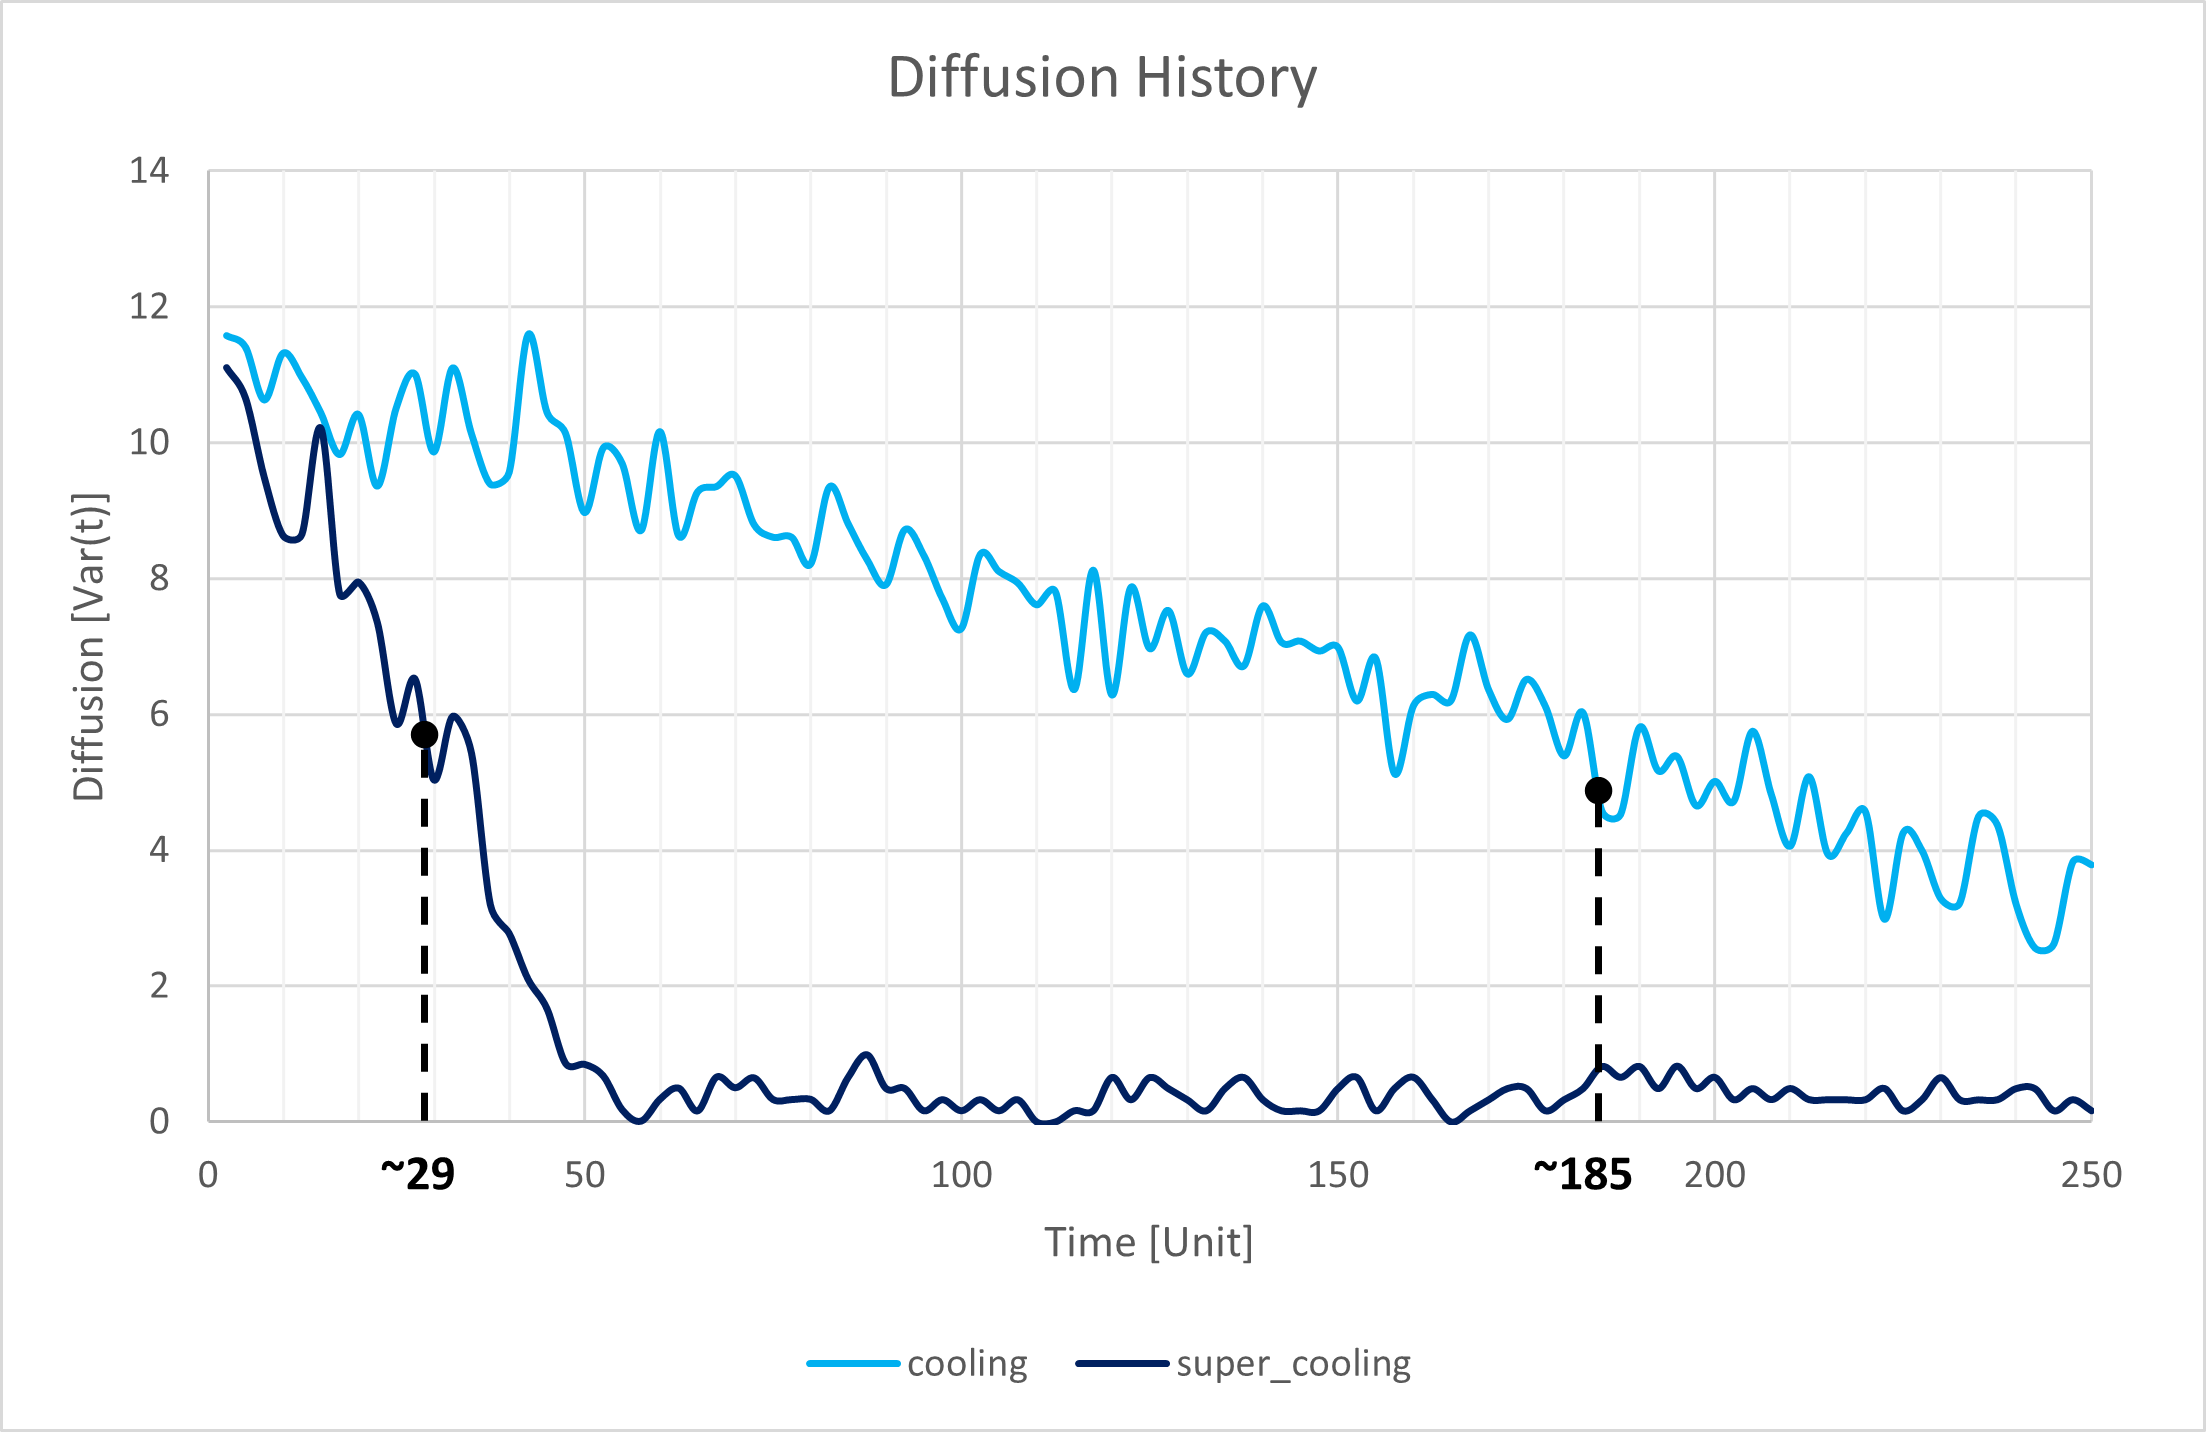 Diffusion History
14
12
10
8
6
4
2
0
Diffusion [Var(t)]
0 ~29 50 100 150 ~185 200 250
Time [Unit]
cooling super_cooling